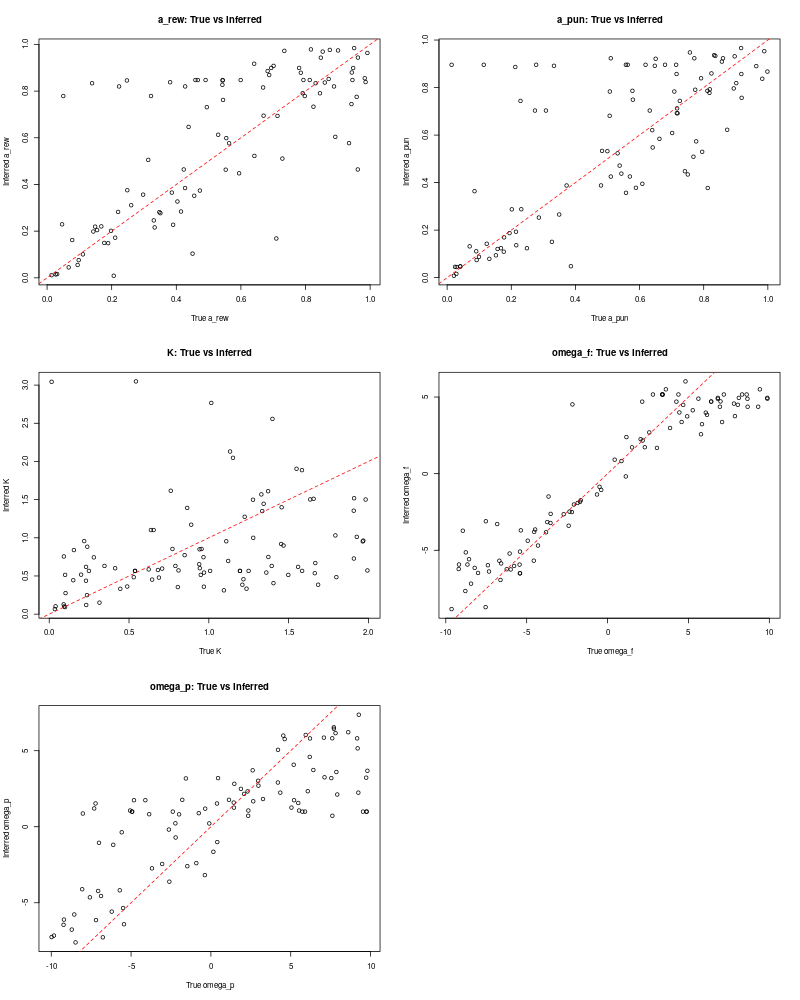 a_rew: True vs Inferred
Inferred a_rew
1.0
0.8
0.6
0.4
0.2
0.0
0.0 0.2 0.4 0.6 0.8 1.0
True a_rew
a_pun: True vs Inferred
Inferred a_pun
1.0
0.8
0.6
0.4
0.2
0.0
0.0 0.2 0.4 0.6 0.8 1.0
True a_pun
K: True vs Inferred
Inferred K
3.0
2.5
2.0
1.5
1.0
0.5
0.0
0.0 0.5 1.0 1.5 2.0
True K
omega_f: True vs Inferred
Inferred omega_f
5
0
-5
-10 -5 0 5 10
True omega_f
omega_p: True vs Inferred
Inferred omega_p
5
0
-5
-10 -5 0 5 10
True omega_p